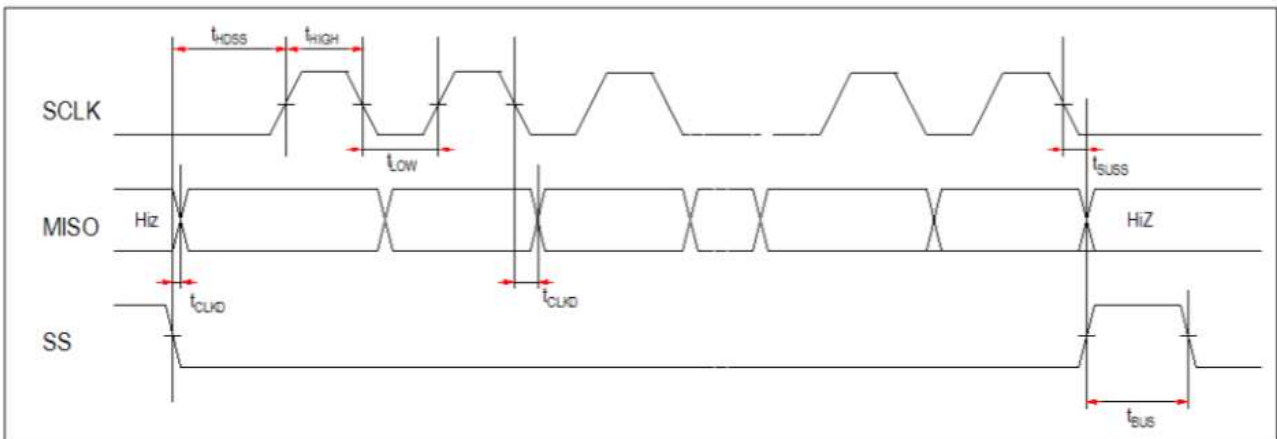 tHDSS tHIGH
SCLK
tLOW
tSUSS
MISO Hiz HiZ
tCLKD tCLKD
SS
tBUS